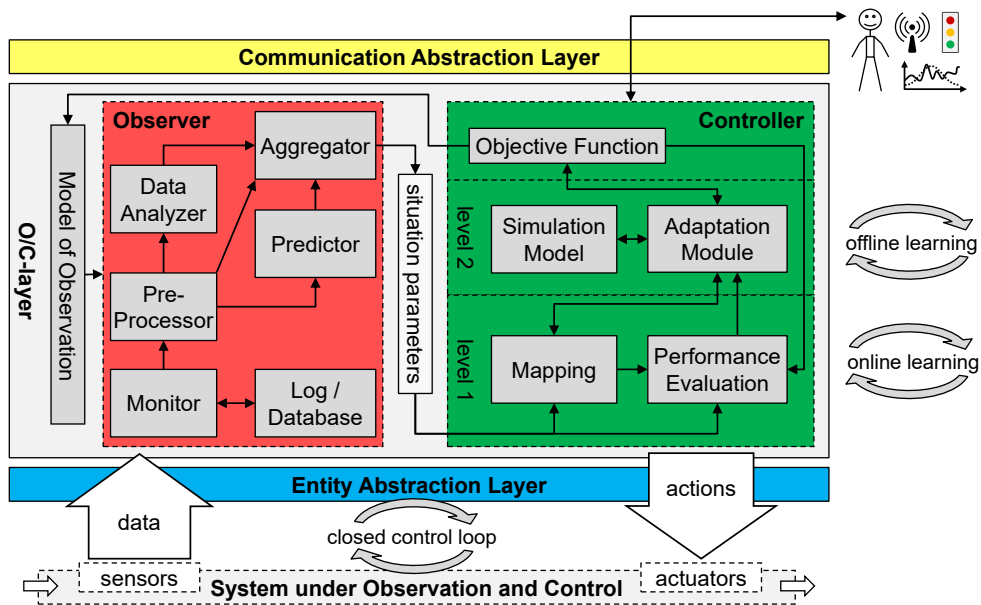 Communication Abstraction Layer
O/C-layer
Model of Observation
Observer
Aggregator
Data
Analyzer
Predictor
Pre-
Processor
Monitor
Log /
Database
situation parameters
Controller
Objective Function
level 2
Simulation
Model
Adaptation
Module
level 1
Mapping
Performance
Evaluation
offline learning
online learning
Entity Abstraction Layer
data
closed control loop
actions
sensors
System under Observation and Control
actuators